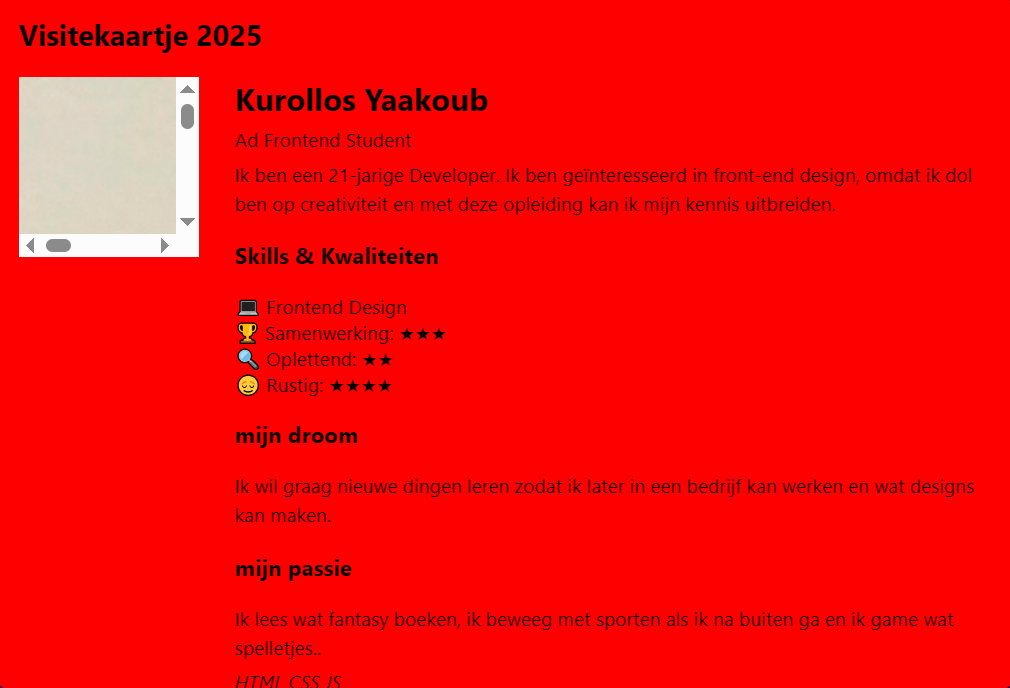 Visitekaartje 2025
Kurollos Yaakoub
Ad Frontend Student
Ik ben een 21-jarige Developer. Ik ben geïnteresseerd in front-end design, omdat ik dol
ben op creativiteit en met deze opleiding kan ik mijn kennis uitbreiden.
Skills & Kwaliteiten
💻 Frontend Design
🏆 Samenwerking: ★★★
🔍 Oplettend: ★★
😌 Rustig: ★★★★
mijn droom
Ik wil graag nieuwe dingen leren zodat ik later in een bedrijf kan werken en wat designs
kan maken.
mijn passie
Ik lees wat fantasy boeken, ik beweeg met sporten als ik na buiten ga en ik game wat
spelletjes..
HTML CSS JS